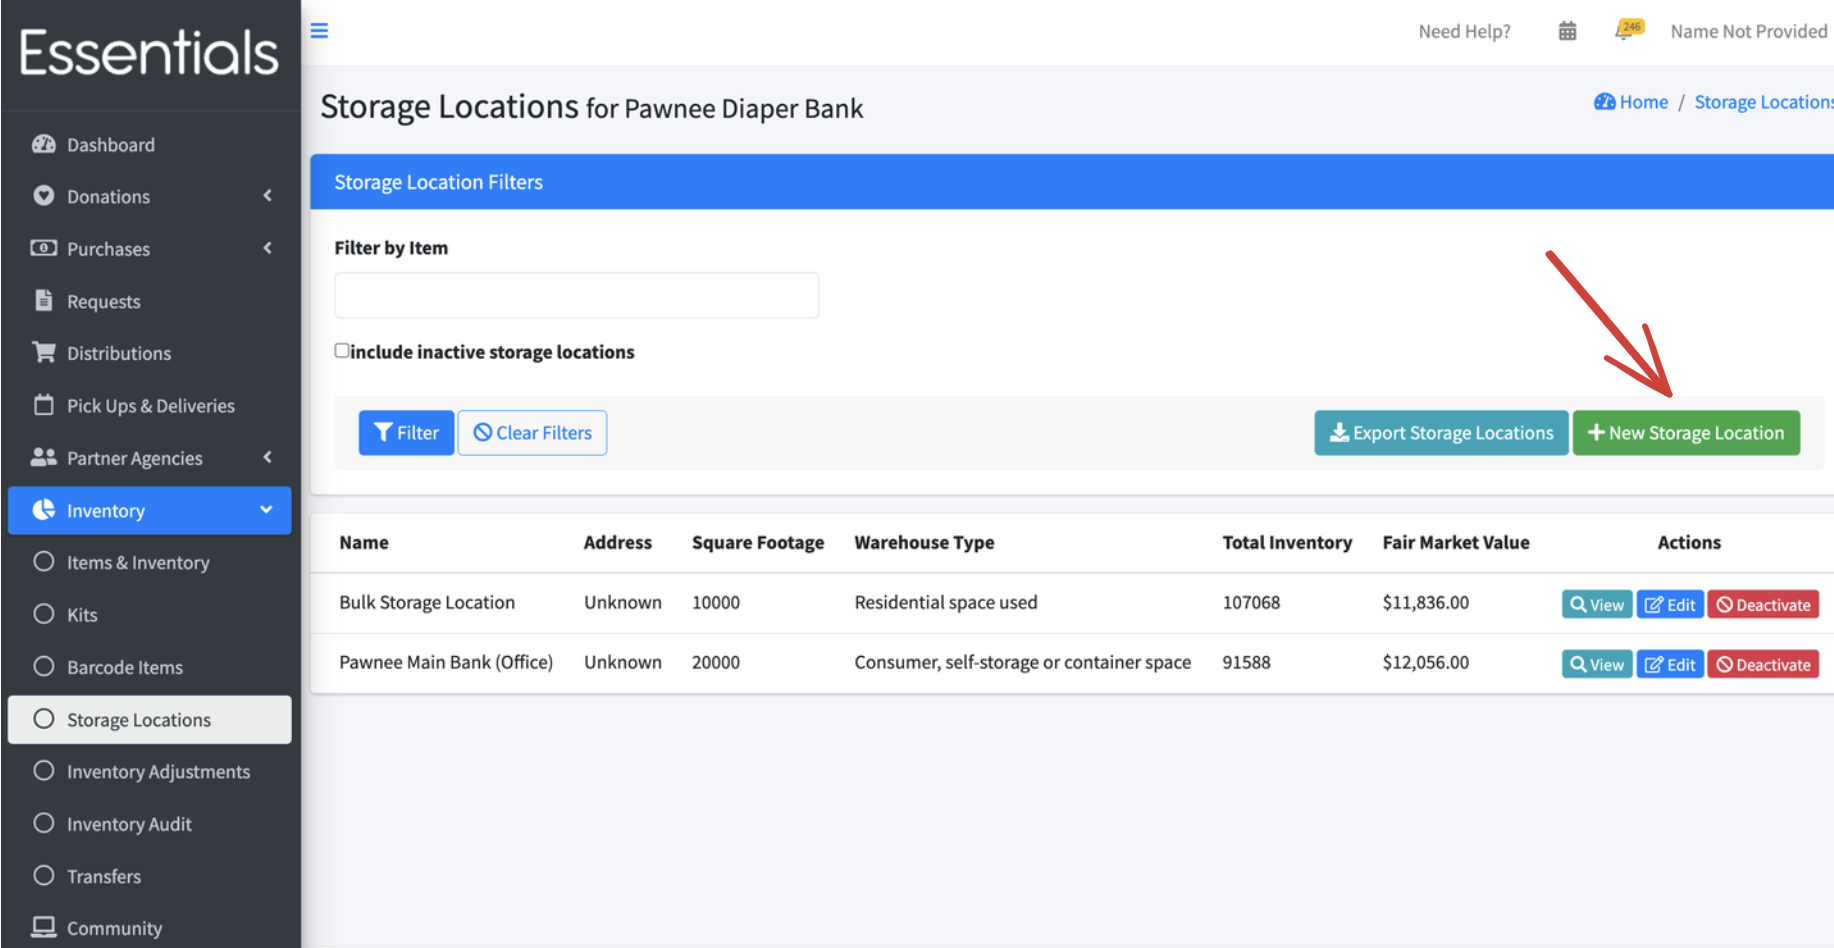 Essentials
Need Help?
246
Name Not Provided
Storage Locations for Pawnee Diaper Bank
Home / Storage Locations
Dashboard
Donations
Purchases
Requests
Distributions
Pick Ups & Deliveries
Partner Agencies
Inventory
Items & Inventory
Kits
Barcode Items
Storage Locations
Inventory Adjustments
Inventory Audit
Transfers
Community
Storage Location Filters
Filter by Item
include inactive storage locations
Filter Clear Filters Export Storage Locations New Storage Location
Name Address Square Footage Warehouse Type Total Inventory Fair Market Value Actions
Bulk Storage Location Unknown 10000 Residential space used 107068 $11,836.00 View Edit Deactivate
Pawnee Main Bank (Office) Unknown 20000 Consumer, self-storage or container space 91588 $12,056.00 View Edit Deactivate